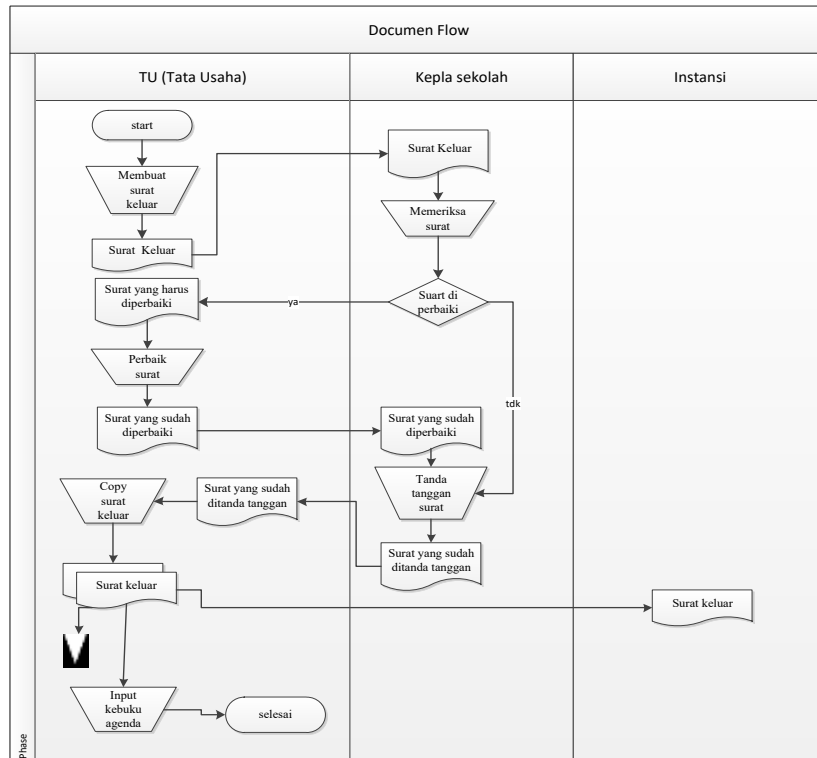 Documen Flow
TU (Tata Usaha)
Kepla sekolah
Instansi
start
Surat Keluar
Membuat
surat
keluar
Memeriksa
surat
Surat  Keluar
Surat yang harus
diperbaiki
ya
Suart di
perbaiki
Perbaik
surat
tdk
Surat yang sudah
diperbaiki
Surat yang sudah
diperbaiki
Copy
surat
keluar
Surat yang sudah
ditanda tanggan
Tanda
tanggan
surat
Surat yang sudah
ditanda tanggan
Surat keluar
Surat keluar
Input
kebuku
agenda
selesai
Phase